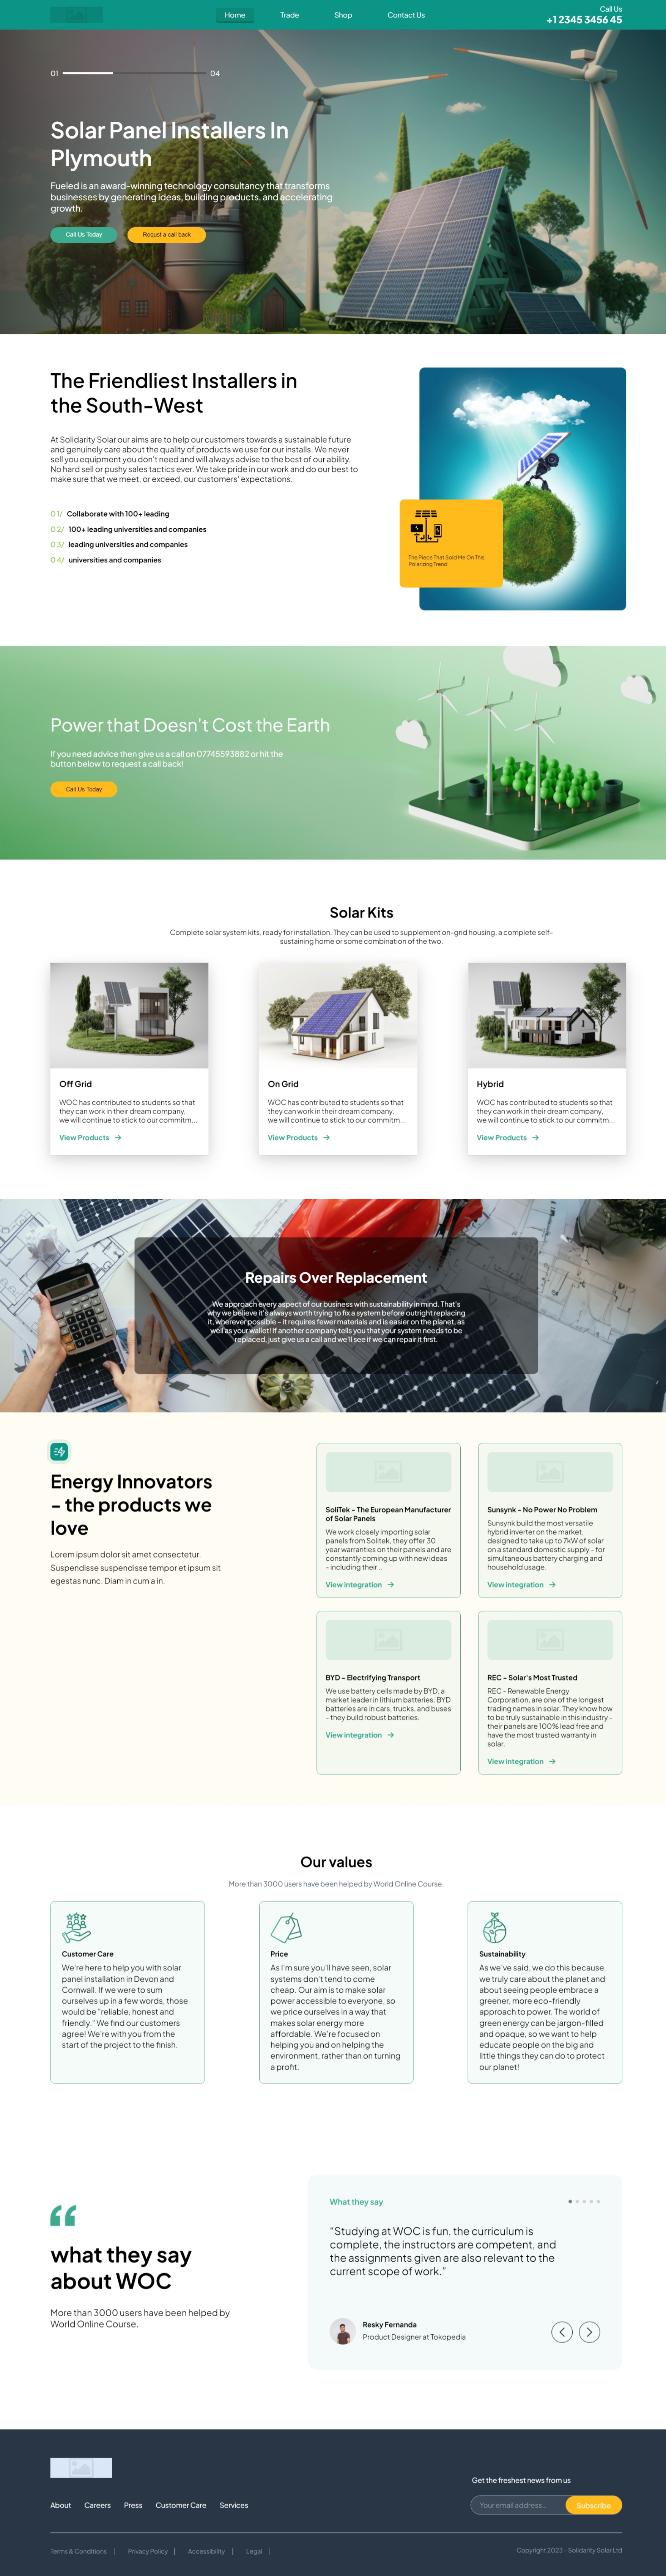 Home
Trade
Shop
Contact Us
Call Us
+1 2345 3456 45
01
04
Solar Panel Installers In
Plymouth
Fueled is an award-winning technology consultancy that transforms
businesses by generating ideas, building products, and accelerating
growth.
Call Us Today
Requst a call back
The Friendliest Installers in
the South-West
At Solidarity Solar our aims are to help our customers towards a sustainable future
and genuinely care about the quality of products we use for our installs. We never
sell you equipment you don't need and will always advise to the best of our ability,
No hard sell or pushy sales tactics ever. We take pride in our work and do our best to
make sure that we meet, or exceed, our customers' expectations.
01/ Collaborate with 100+ leading
02/ 100+ leading universities and companies
03/ leading universities and companies
04/ universities and companies
The Piece That Sold Me On This
Polarizing Trend
Power that Doesn't Cost the Earth
If you need advice then give us a call on 07745593882 or hit the
button below to request a call back!
Call Us Today
Solar Kits
Complete solar system kits, ready for installation. They can be used to supplement on-grid housing, a complete self-
sustaining home or some combination of the two.
Off Grid
WOC has contributed to students so that
they can work in their dream company,
we will continue to stick to our commitm...
View Products
On Grid
WOC has contributed to students so that
they can work in their dream company,
we will continue to stick to our commitm...
View Products
Hybrid
WOC has contributed to students so that
they can work in their dream company,
we will continue to stick to our commitm...
View Products
Repairs Over Replacement
We approach every aspect of our business with sustainability in mind. That's
why we believe it's always worth trying to fix a system before outright replacing
it, wherever possible – it requires fewer materials and is easier on the planet, as
well as your wallet! If another company tells you that your system needs to be
replaced, just give us a call and we'll see if we can repair it first.
Energy Innovators
- the products we
love
Lorem ipsum dolor sit amet consectetur.
Suspendisse suspendisse tempor et ipsum sit
egestas nunc. Diam in cum a in.
SoliTek - The European Manufacturer
of Solar Panels
We work closely importing solar
panels from Solitek, they offer 30
year warranties on their panels and are
constantly coming up with new ideas
- including their ..
View integration
Sunsynk - No Power No Problem
Sunsynk build the most versatile
hybrid inverter on the market,
designed to take up to 7kW of solar
on a standard domestic supply - for
simultaneous battery charging and
household usage.
View integration
BYD - Electrifying Transport
We use battery cells made by BYD, a
market leader in lithium batteries. BYD
batteries are in cars, trucks, and buses
- they build robust batteries.
View integration
REC - Solar's Most Trusted
REC - Renewable Energy
Corporation, are one of the longest
trading names in solar. They know how
to be truly sustainable in this industry -
their panels are 100% lead free and
have the most trusted warranty in
solar.
View integration
Our values
More than 3000 users have been helped by World Online Course.
Customer Care
We're here to help you with solar
panel installation in Devon and
Cornwall. If we were to sum
ourselves up in a few words, those
would be "reliable, honest and
friendly." We find our customers
agree! We're with you from the
start of the project to the finish.
Price
As I'm sure you'll have seen, solar
systems don't tend to come
cheap. Our aim is to make solar
power accessible to everyone, so
we price ourselves in a way that
makes solar energy more
affordable. We're focused on
helping you and on helping the
environment, rather than on turning
a profit.
Sustainability
As we've said, we do this because
we truly care about the planet and
about seeing people embrace a
greener, more eco-friendly
approach to power. The world of
green energy can be jargon-filled
and opaque, so we want to help
educate people on the big and
little things they can do to protect
our planet!
what they say
about WOC
More than 3000 users have been helped by
World Online Course.
What they say
"Studying at WOC is fun, the curriculum is
complete, the instructors are competent, and
the assignments given are also relevant to the
current scope of work."
Resky Fernanda
Product Designer at Tokopedia
About
Careers
Press
Customer Care
Services
Get the freshest news from us
Your email address...
Subscribe
Terms & Conditions |
Privacy Policy |
Accessibility |
Legal |
Copyright 2023 - Solidarity Solar Ltd